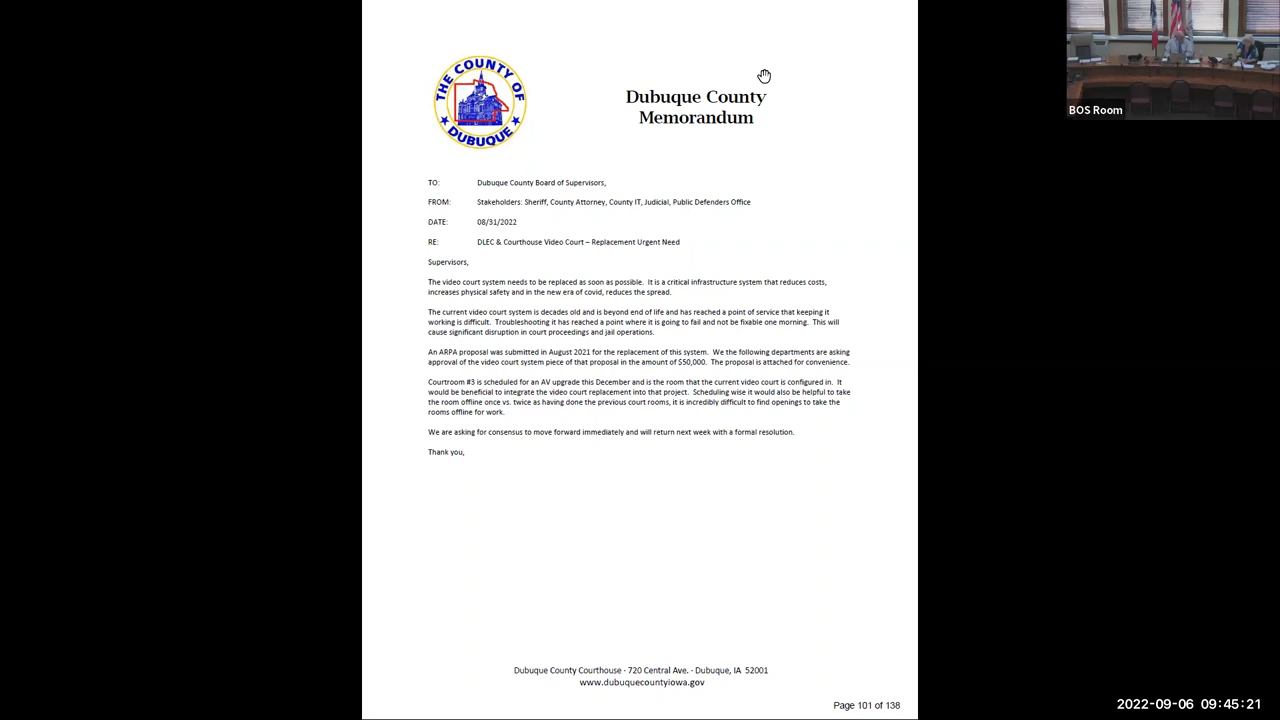 THE COUNTY OF
DUBUQUE
Dubuque County
Memorandum
TO: Dubuque County Board of Supervisors,
FROM: Stakeholders: Sheriff, County Attorney, County IT, Judicial, Public Defenders Office
DATE: 08/31/2022
RE: DLEC & Courthouse Video Court – Replacement Urgent Need
Supervisors,
The video court system needs to be replaced as soon as possible. It is a critical infrastructure system that reduces costs,
increases physical safety and in the new era of covid, reduces the spread.
The current video court system is decades old and is beyond end of life and has reached a point of service that keeping it
working is difficult. Troubleshooting it has reached a point where it is going to fail and not be fixable one morning. This will
cause significant disruption in court proceedings and jail operations.
An ARPA proposal was submitted in August 2021 for the replacement of this system. We the following departments are asking
approval of the video court system piece of that proposal in the amount of $50,000. The proposal is attached for convenience.
Courtroom #3 is scheduled for an AV upgrade this December and is the room that the current video court is configured in. It
would be beneficial to integrate the video court replacement into that project. Scheduling wise it would also be helpful to take
the room offline once vs. twice as having done the previous court rooms, it is incredibly difficult to find openings to take the
rooms offline for work.
We are asking for consensus to move forward immediately and will return next week with a formal resolution.
Thank you,
Dubuque County Courthouse - 720 Central Ave. - Dubuque, IA 52001
www.dubuquecountyiowa.gov
Page 101 of 138
BOS Room
2022-09-06 09:45:21